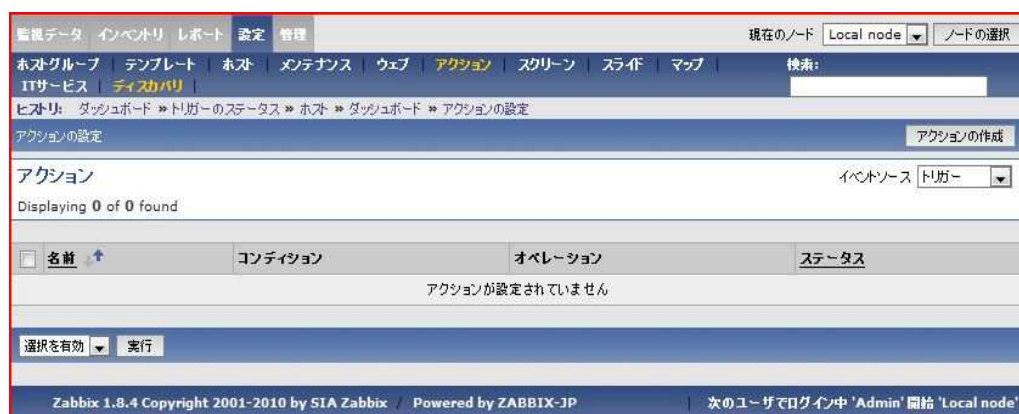 監視データ インベントリ レポート 設定 管理 現在のノード Local node ノードの選択
ホストグループ | テンプレート | ホスト | メンテナンス | ウェブ | アクション | スクリーン | スライド | マップ | 検索:
ITサービス | ディスカバリ |
ヒストリ: ダッシュボード » トリガーのステータス » ホスト » ダッシュボード » アクションの設定
アクションの設定 アクションの作成
アクション イベントソース トリガー
Displaying 0 of 0 found
名前 コンディション オペレーション ステータス
アクションが設定されていません
選択を有効 実行
Zabbix 1.8.4 Copyright 2001-2010 by SIA Zabbix / Powered by ZABBIX-JP | 次のユーザでログイン中 'Admin' 開始 'Local node'